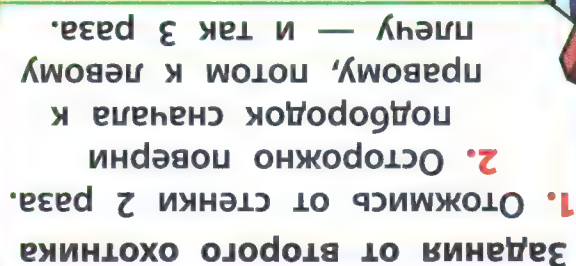 Задания от второго охотника
1. Отожмись от стенки 2 раза.
2. Осторожно поверни
подбородок сначала к
правому, потом к левому
плечу — и так 3 раза.